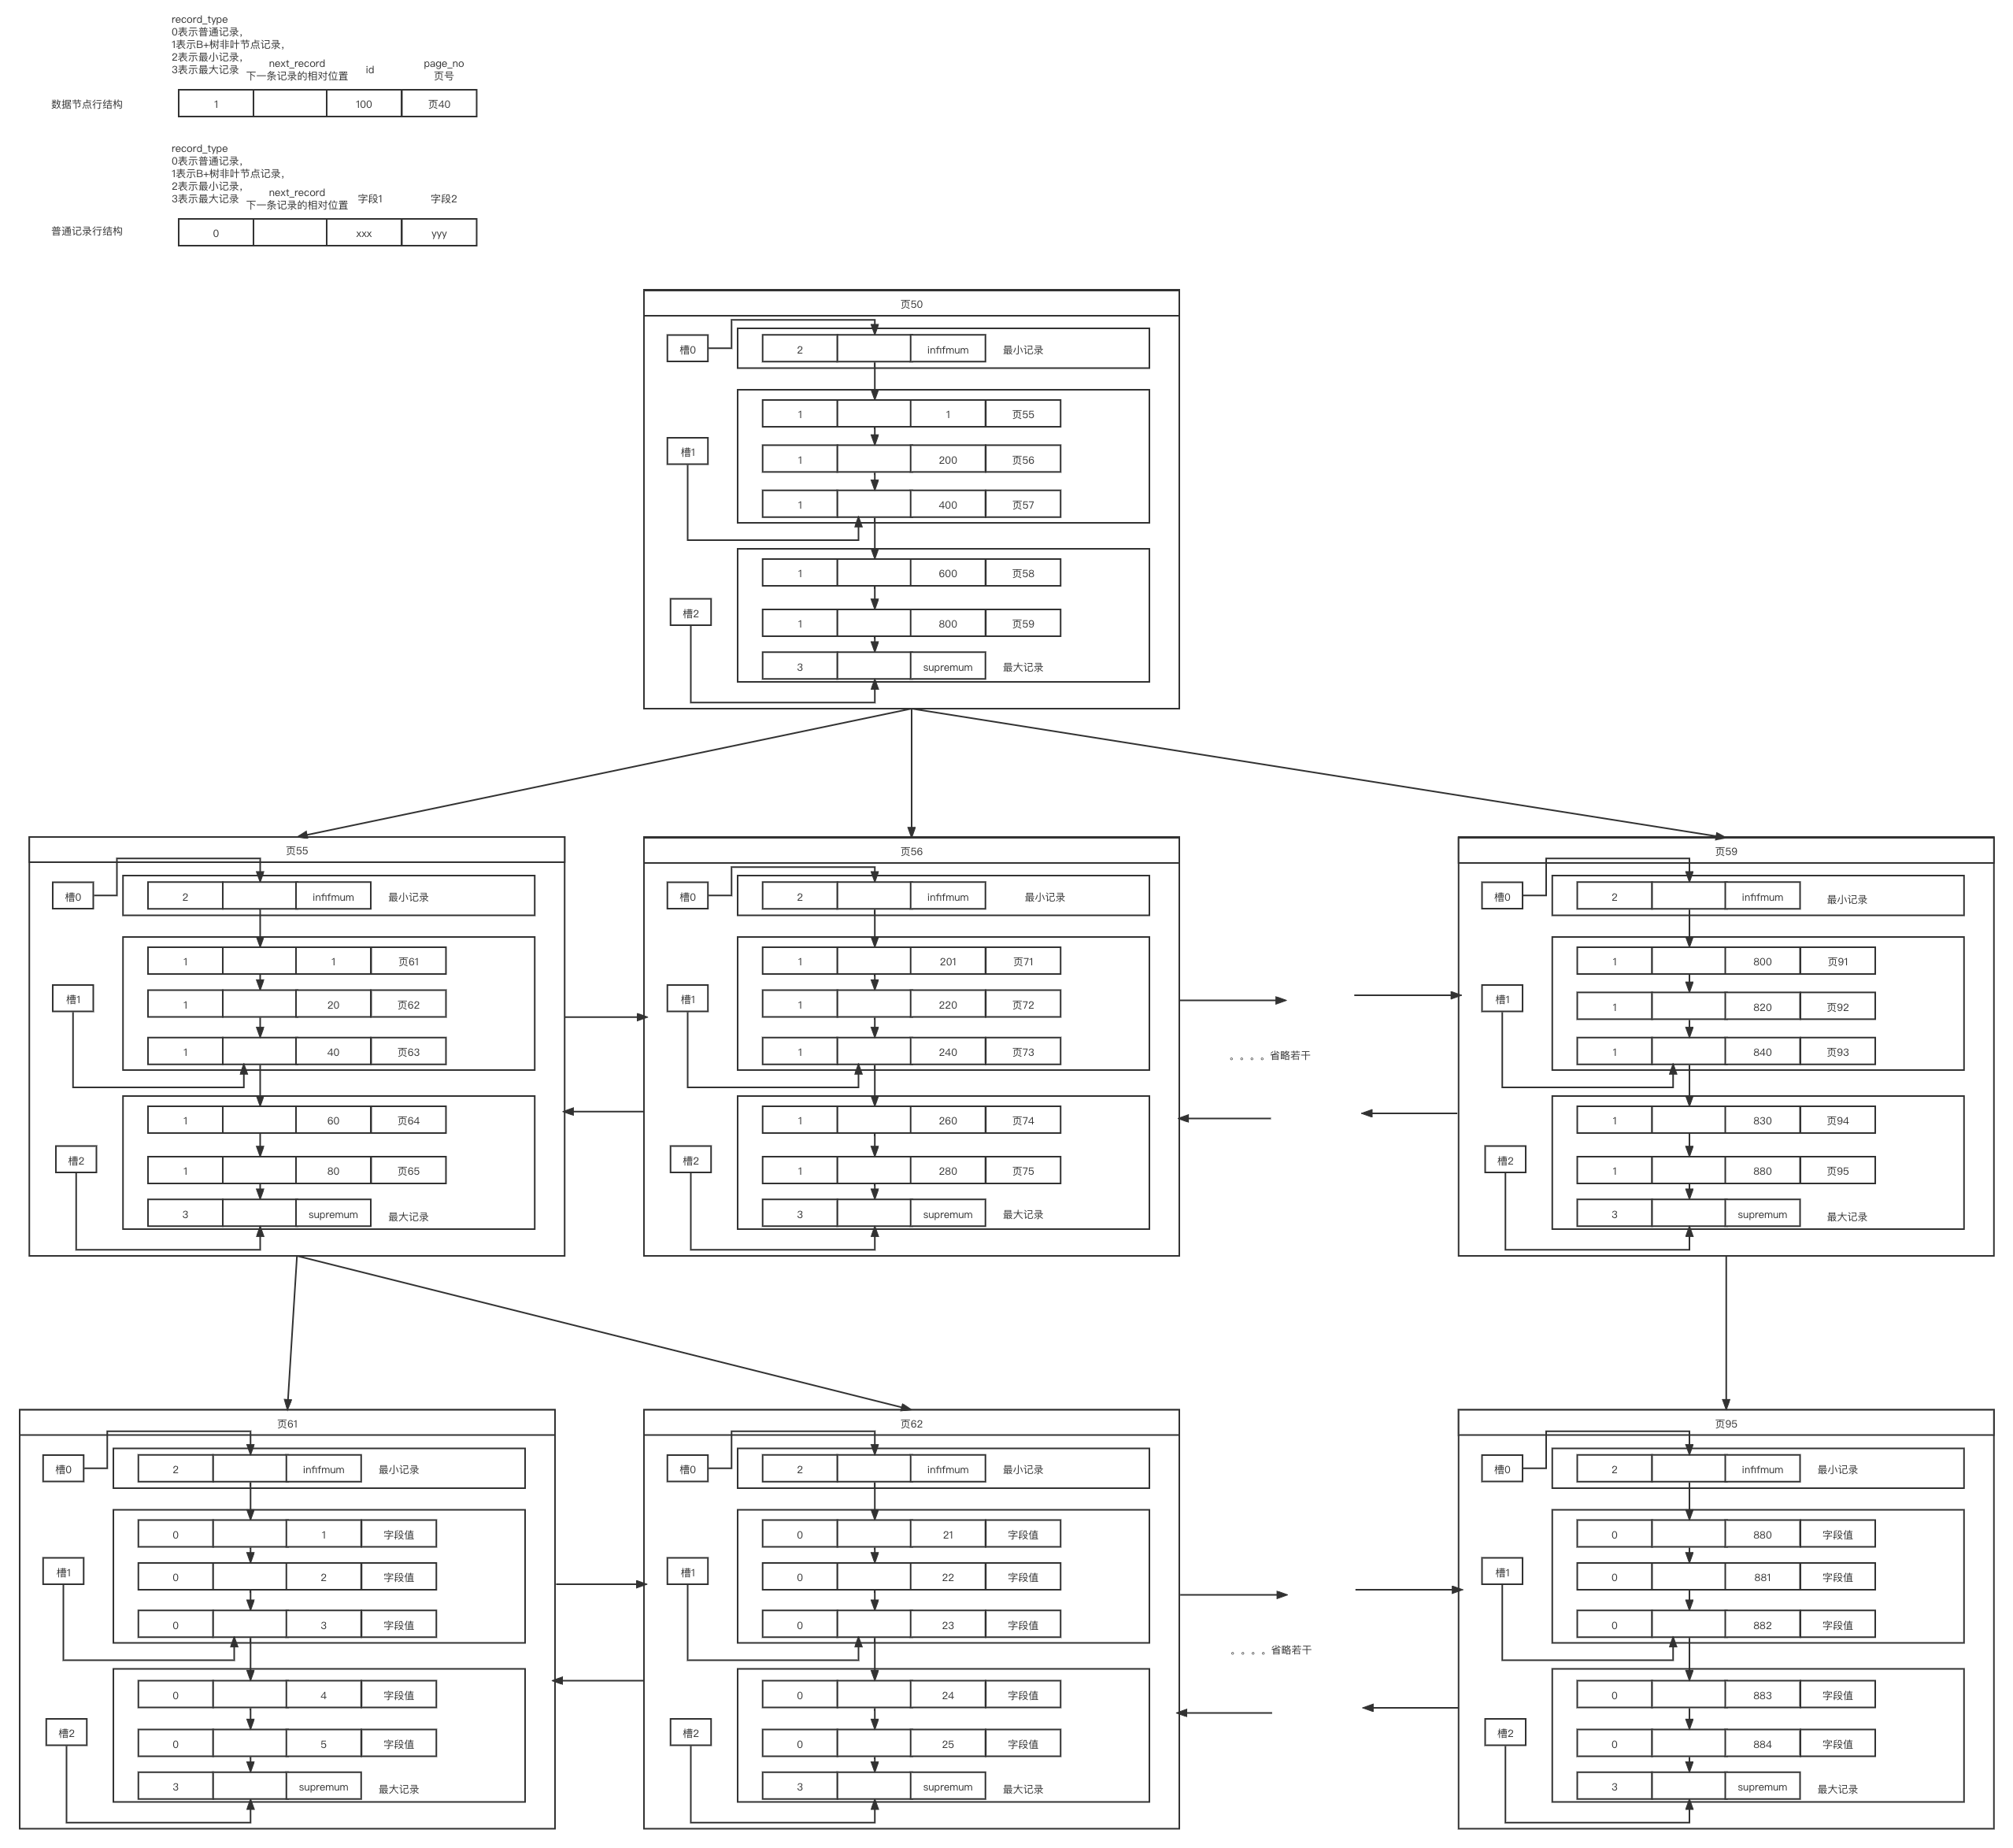 record_type
0表示普通记录,
1表示B+树非叶节点记录,
2表示最小记录,
3表示最大记录
next_record
下一条记录的相对位置
id
page_no
页号
数据节点行结构
1 100 页40
record_type
0表示普通记录,
1表示B+树非叶节点记录,
2表示最小记录,
3表示最大记录
next_record
下一条记录的相对位置
字段1
字段2
普通记录行结构
0 xxx yyy
页50
槽0
2 infifmum 最小记录
1 1 页55
槽1
1 200 页56
1 400 页57
1 600 页58
槽2
1 800 页59
3 supremum 最大记录
页55
槽0
2 infifmum 最小记录
1 1 页61
槽1
1 20 页62
1 40 页63
1 60 页64
槽2
1 80 页65
3 supremum 最大记录
页56
槽0
2 infifmum 最小记录
1 201 页71
槽1
1 220 页72
1 240 页73
1 260 页74
槽2
1 280 页75
3 supremum 最大记录
。。。。省略若干
页59
槽0
2 infifmum 最小记录
1 800 页91
槽1
1 820 页92
1 840 页93
1 830 页94
槽2
1 880 页95
3 supremum 最大记录
页61
槽0
2 infifmum 最小记录
0 1 字段值
槽1
0 2 字段值
0 3 字段值
0 4 字段值
槽2
0 5 字段值
3 supremum 最大记录
页62
槽0
2 infifmum 最小记录
0 21 字段值
槽1
0 22 字段值
0 23 字段值
0 24 字段值
槽2
0 25 字段值
3 supremum 最大记录
。。。。省略若干
页95
槽0
2 infifmum 最小记录
0 880 字段值
槽1
0 881 字段值
0 882 字段值
0 883 字段值
槽2
0 884 字段值
3 supremum 最大记录